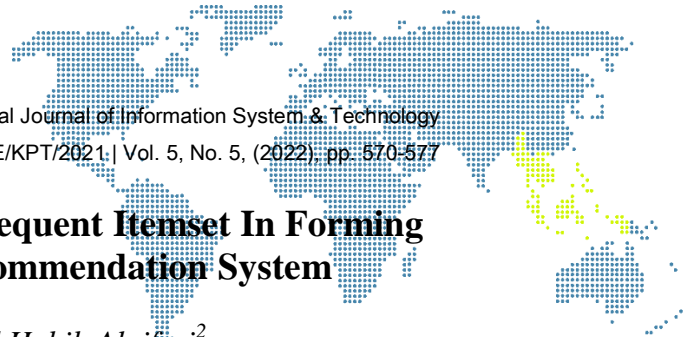 al Journal of Information System & Technology
E/KPT/2021 | Vol. 5, No. 5, (2022), pp. 570-577
equent Itemset In Forming
ommendation System
2